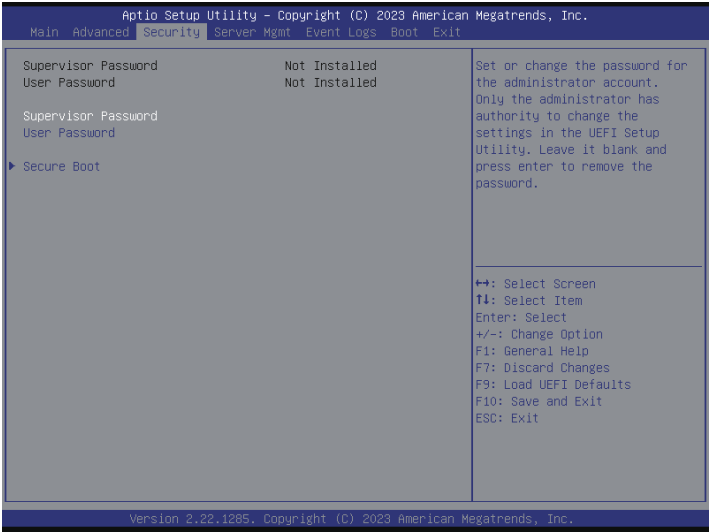 Aptio Setup Utility – Copyright (C) 2023 American Megatrends, Inc.
Main Advanced Security Server Mgmt Event Logs Boot Exit
Supervisor Password Not Installed
User Password Not Installed
Supervisor Password
User Password
Secure Boot
Set or change the password for
the administrator account.
Only the administrator has
authority to change the
settings in the UEFI Setup
Utility. Leave it blank and
press enter to remove the
password.
↔: Select Screen
↑↓: Select Item
Enter: Select
+/-: Change Option
F1: General Help
F7: Discard Changes
F9: Load UEFI Defaults
F10: Save and Exit
ESC: Exit
Version 2.22.1285. Copyright (C) 2023 American Megatrends, Inc.